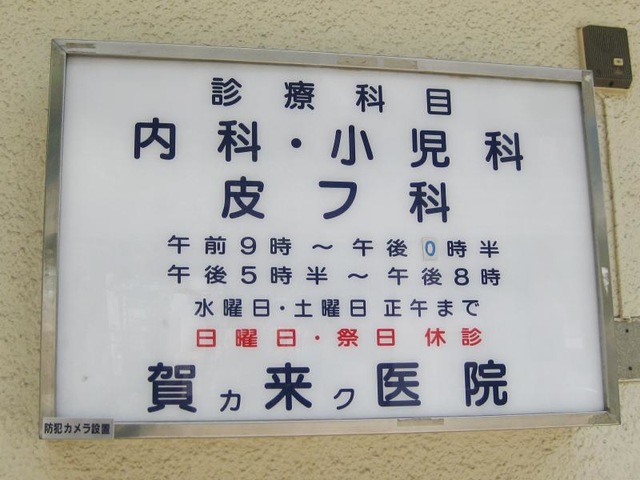 診療科目
内科・小児科
皮フ科
午前9時～午後0時半
午後5時半～午後8時
水曜日・土曜日 正午まで
日曜日・祭日 休診
賀カ来ク医院
防犯カメラ設置